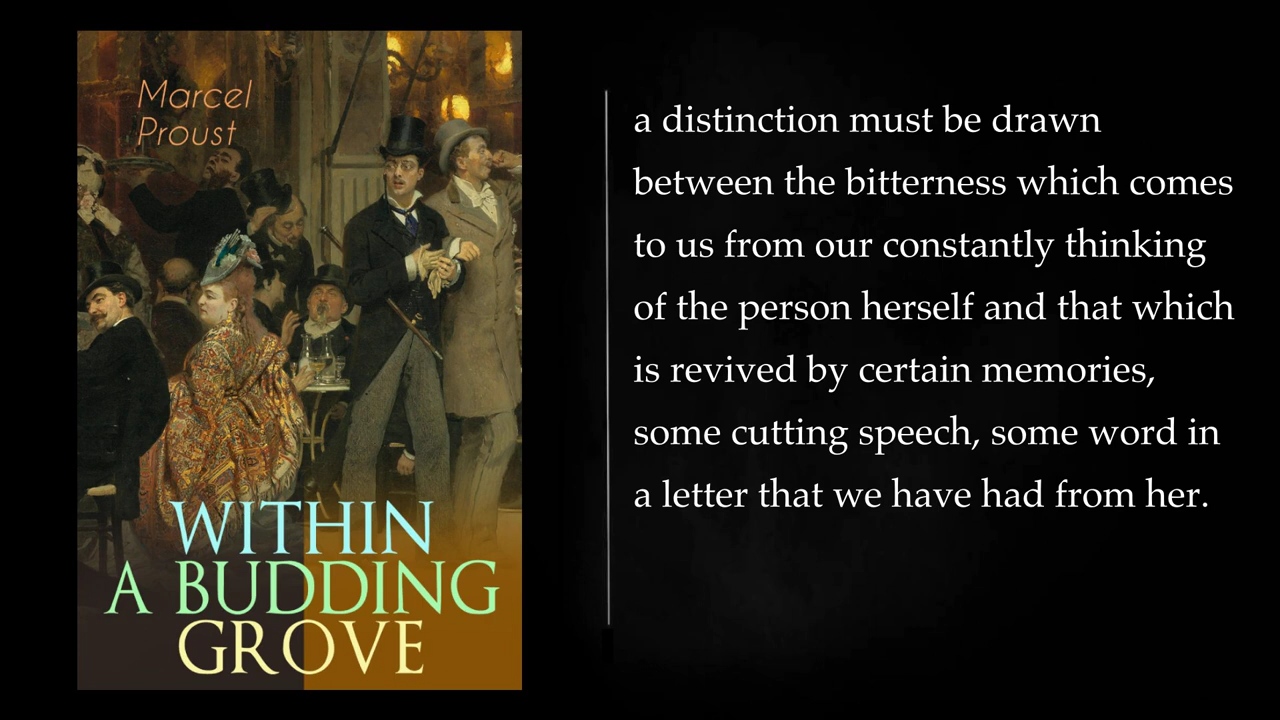 Marcel
Proust
WITHIN
A BUDDING
GROVE
a distinction must be drawn
between the bitterness which comes
to us from our constantly thinking
of the person herself and that which
is revived by certain memories,
some cutting speech, some word in
a letter that we have had from her.